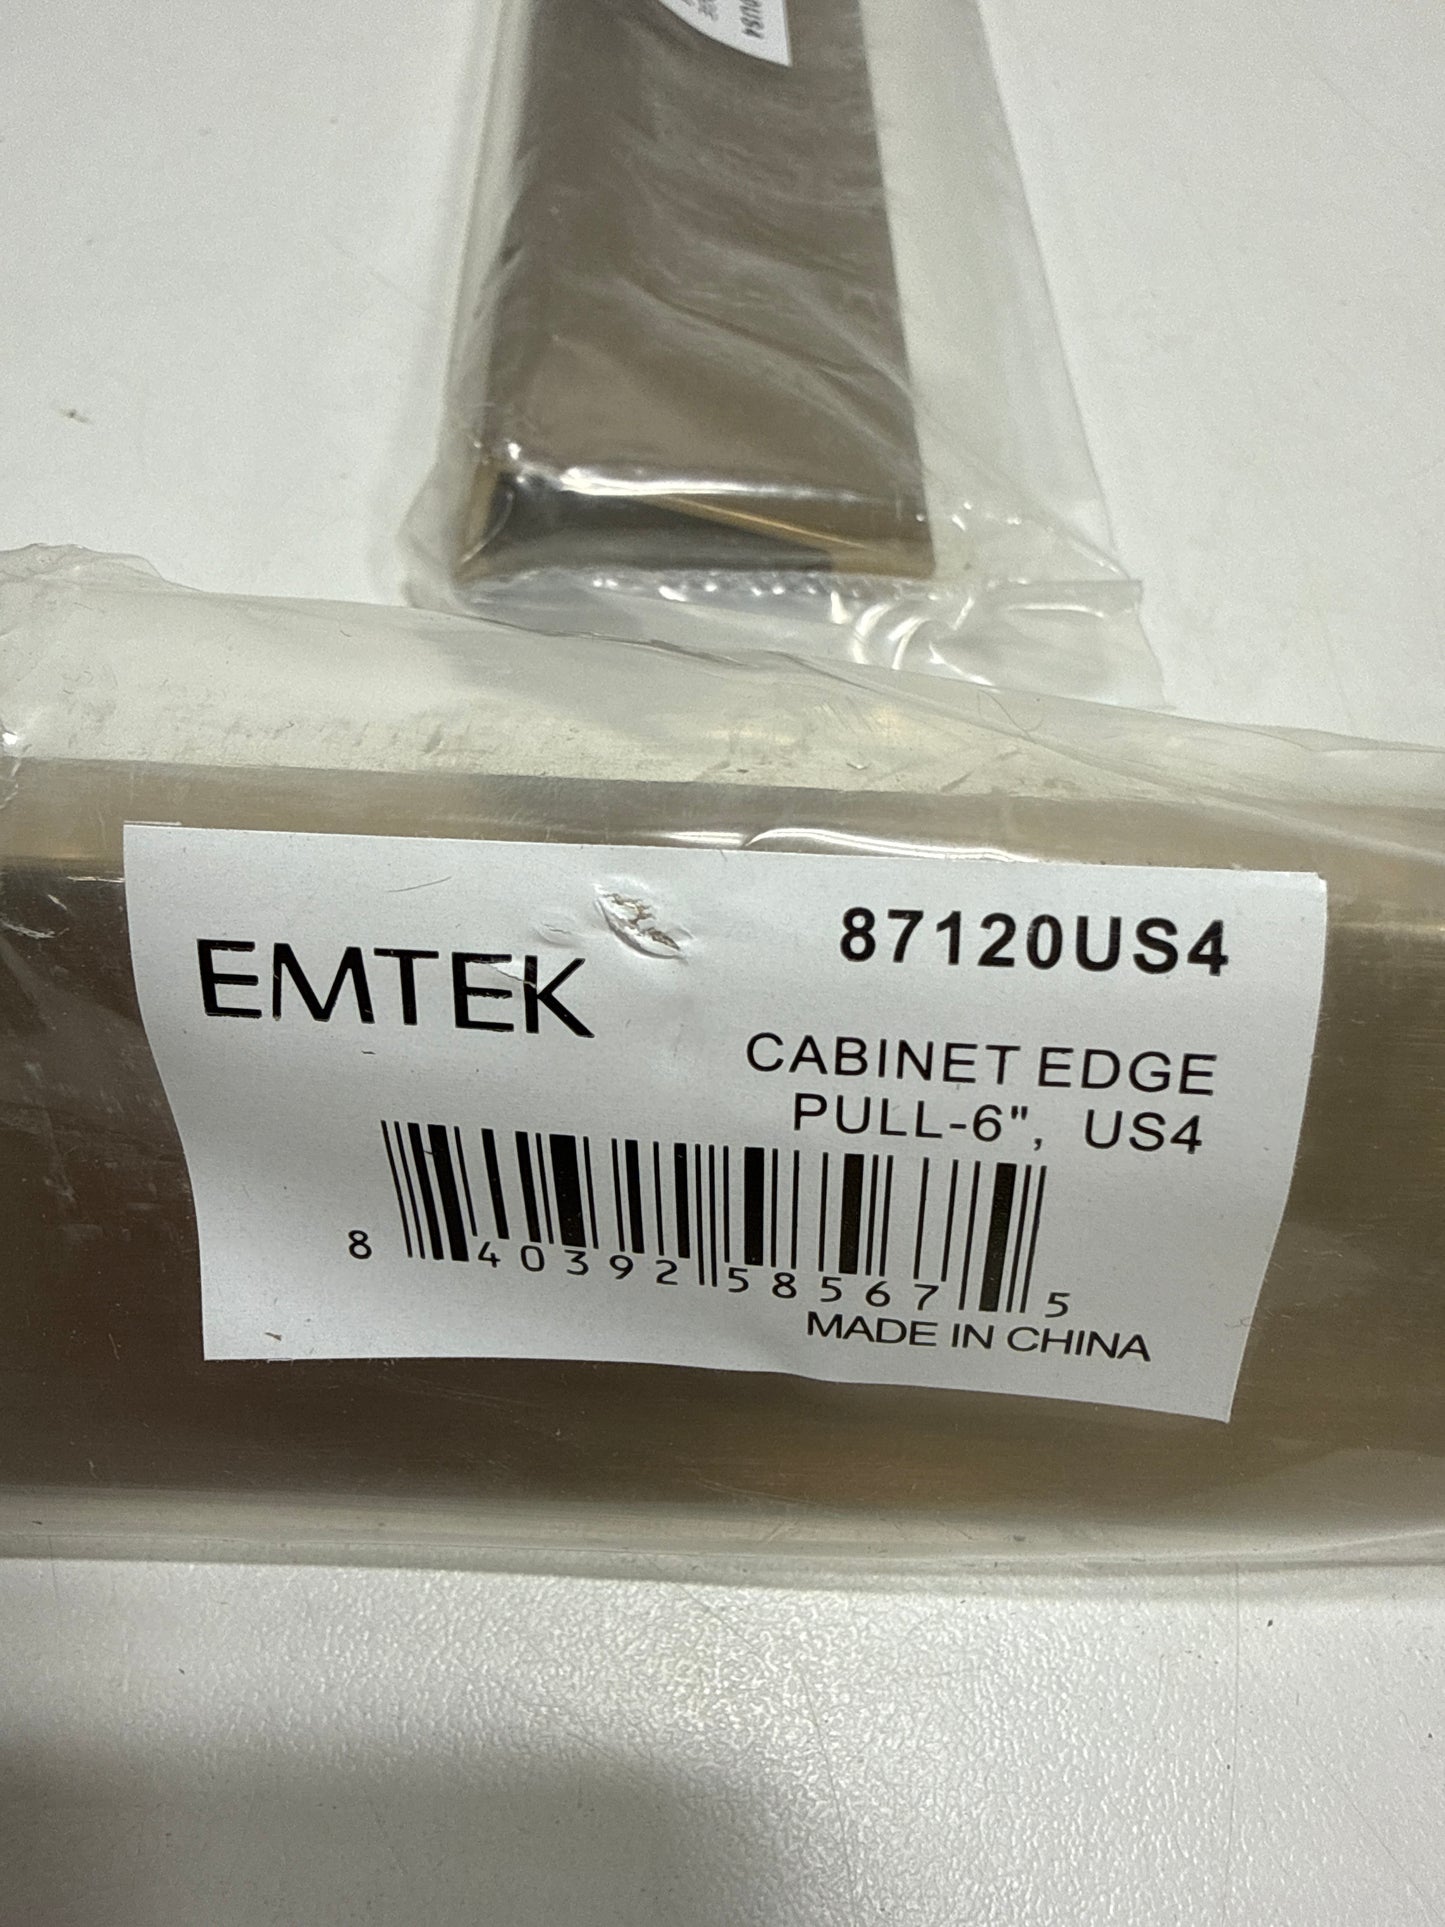 EMTEK
87120US4
CABINET EDGE
PULL-6", US4
8 40392 58567 5
MADE IN CHINA